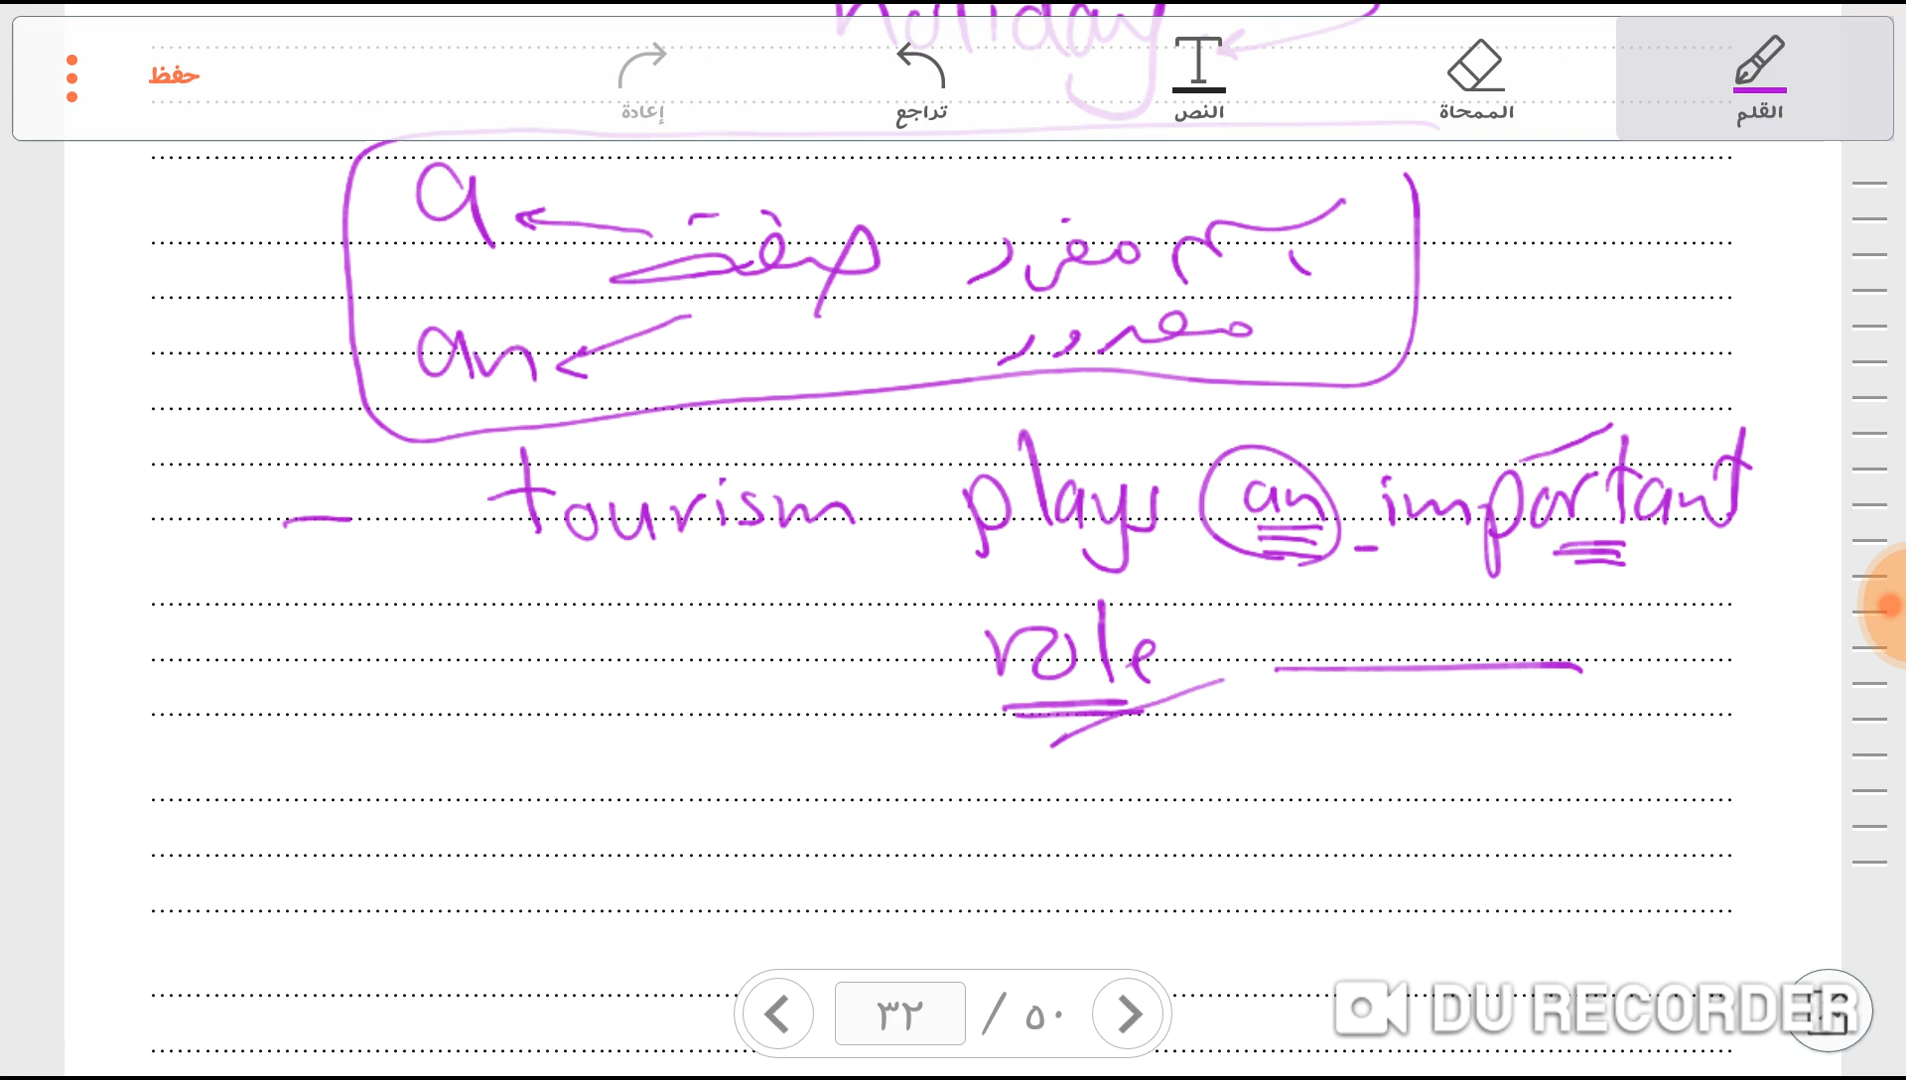 holiday
حفظ
إعادة
تراجع
النص
الممحاة
القلم
a ← صفة مفرد اسم
an ← معدود
- tourism plays an important
role
٣٢ / ٥٠
DU RECORDER